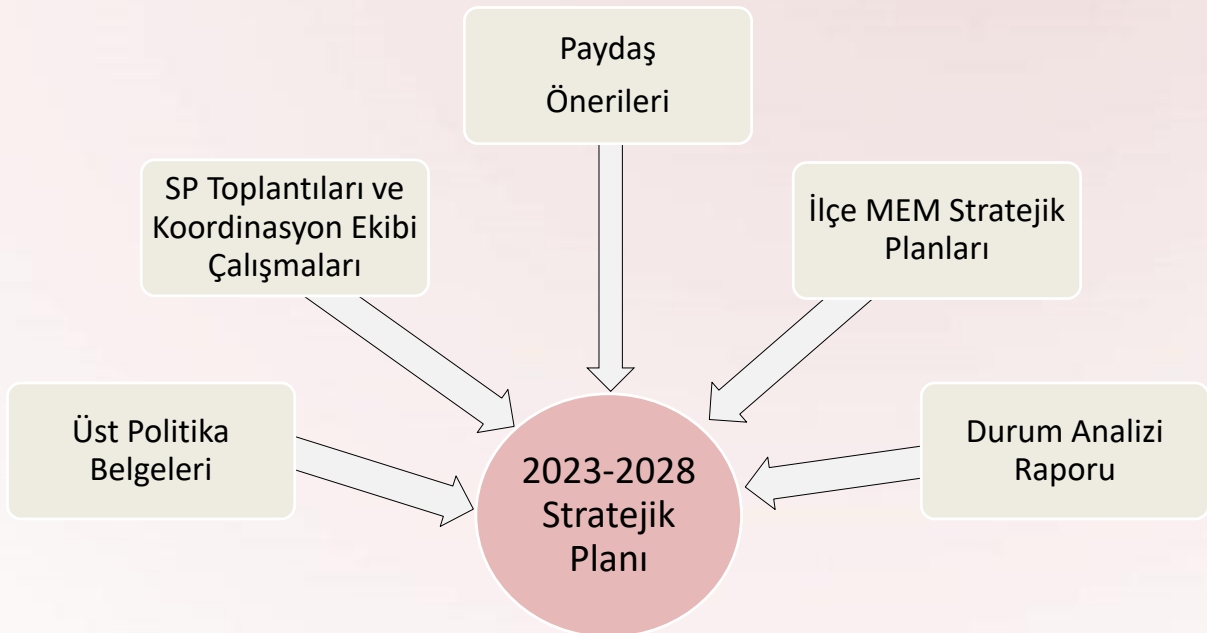 Paydaş
Önerileri
SP Toplantıları ve
Koordinasyon Ekibi
Çalışmaları
İlçe MEM Stratejik
Planları
Üst Politika
Belgeleri
Durum Analizi
Raporu
2023-2028
Stratejik
Planı